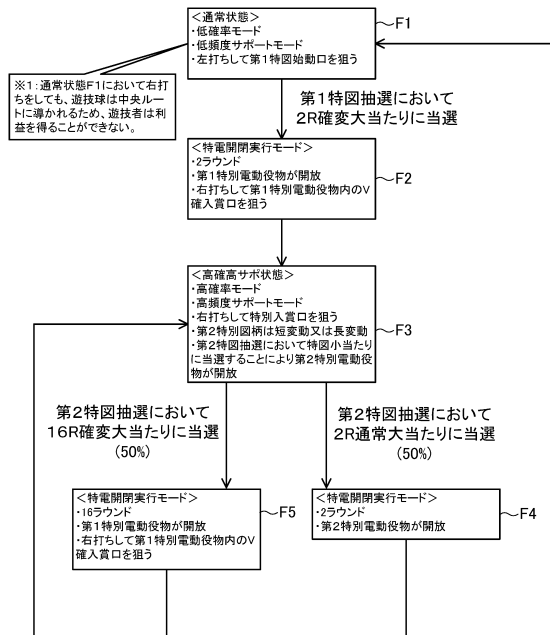 ＜通常状態＞
・低確率モード
・低頻度サポートモード
・左打ちして第1特図始動口を狙う
F1
※1：通常状態F1において右打
ちをしても、遊技球は中央ルー
トに導かれるため、遊技者は利
益を得ることができない。
第1特図抽選において
2R確変大当たりに当選
＜特電開閉実行モード＞
・2ラウンド
・第1特別電動役物が開放
・右打ちして第1特別電動役物内のV
確入賞口を狙う
F2
＜高確高サポ状態＞
・高確率モード
・高頻度サポートモード
・右打ちして特別入賞口を狙う
・第2特別図柄は短変動又は長変動
・第2特図抽選において特図小当たり
に当選することにより第2特別電動役
物が開放
F3
第2特図抽選において
16R確変大当たりに当選
(50%)
第2特図抽選において
2R通常大当たりに当選
(50%)
＜特電開閉実行モード＞
・16ラウンド
・第1特別電動役物が開放
・右打ちして第1特別電動役物内のV
確入賞口を狙う
F5
＜特電開閉実行モード＞
・2ラウンド
・第2特別電動役物が開放
F4